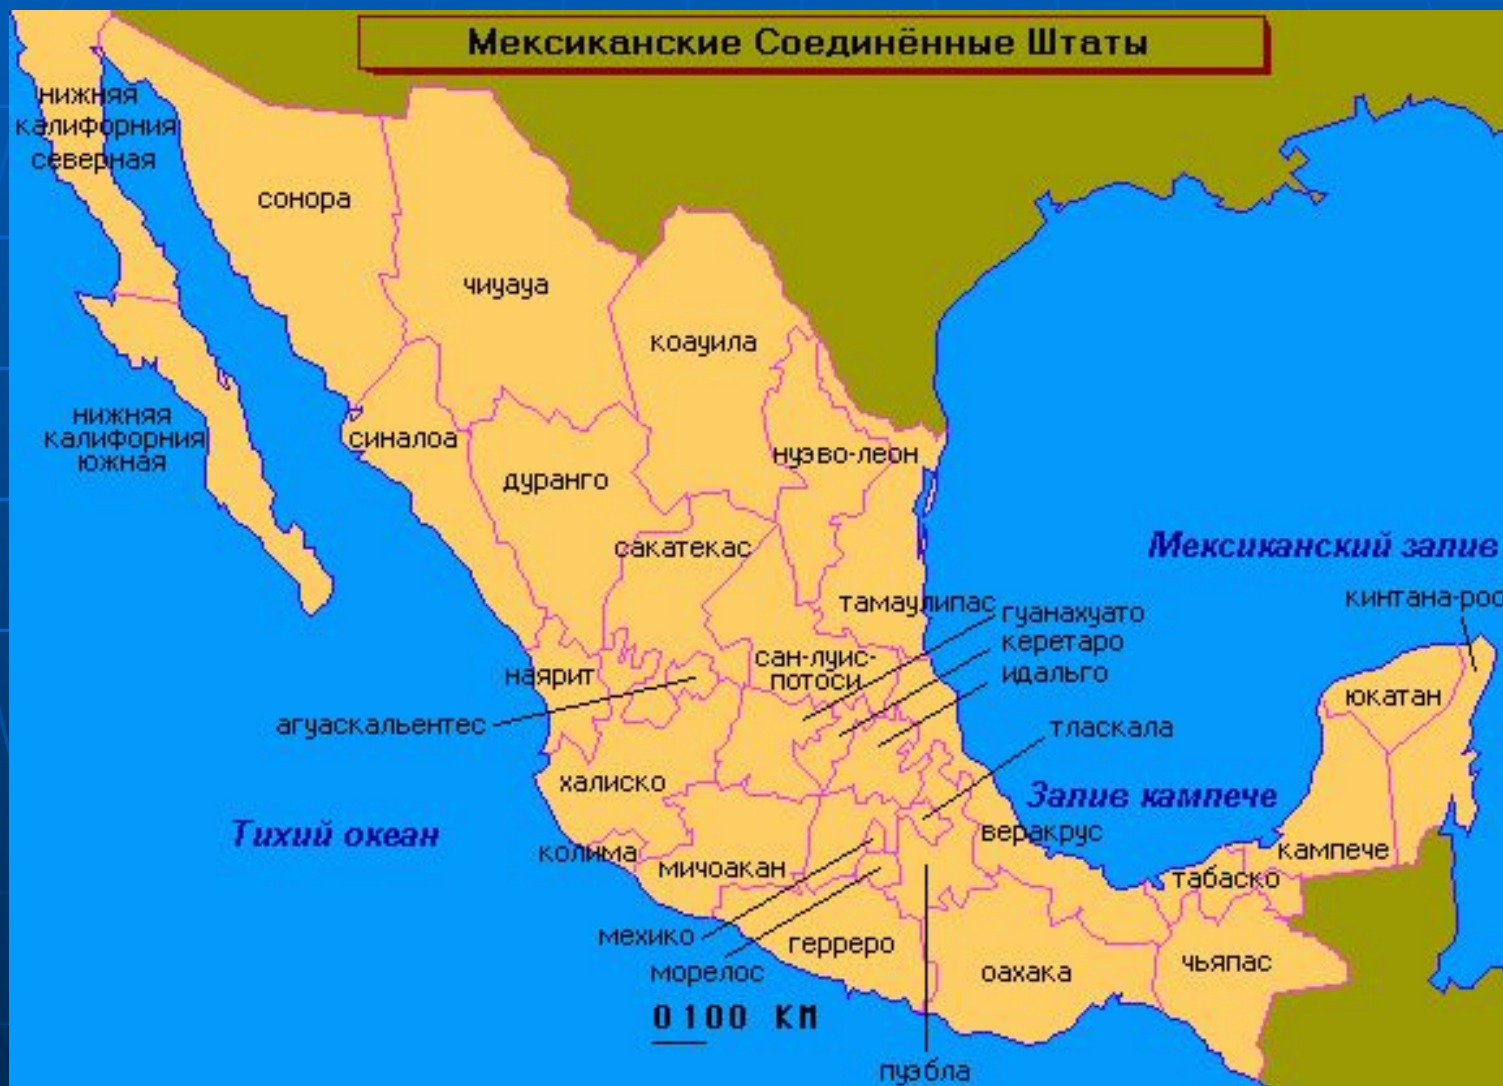 Мексиканские Соединённые Штаты
нижняя
калифорния
северная
сонора
чиуауа
коауила
нижняя
калифорния
южная
синалоа
дуранго
нуэво-леон
сакатекас
Мексиканский запив
кинтана-роо
тамаулипас
гуанахуато
керетаро
идальго
сан-луис-
потоси
наярит
агуаскальентес
юкатан
тласкала
халиско
Запив кампече
Тихий океан
веракрус
колима
мичоакан
кампече
табаско
мехико
герреро
морелос
оахака
чьяпас
0 100 КМ
пуэбла